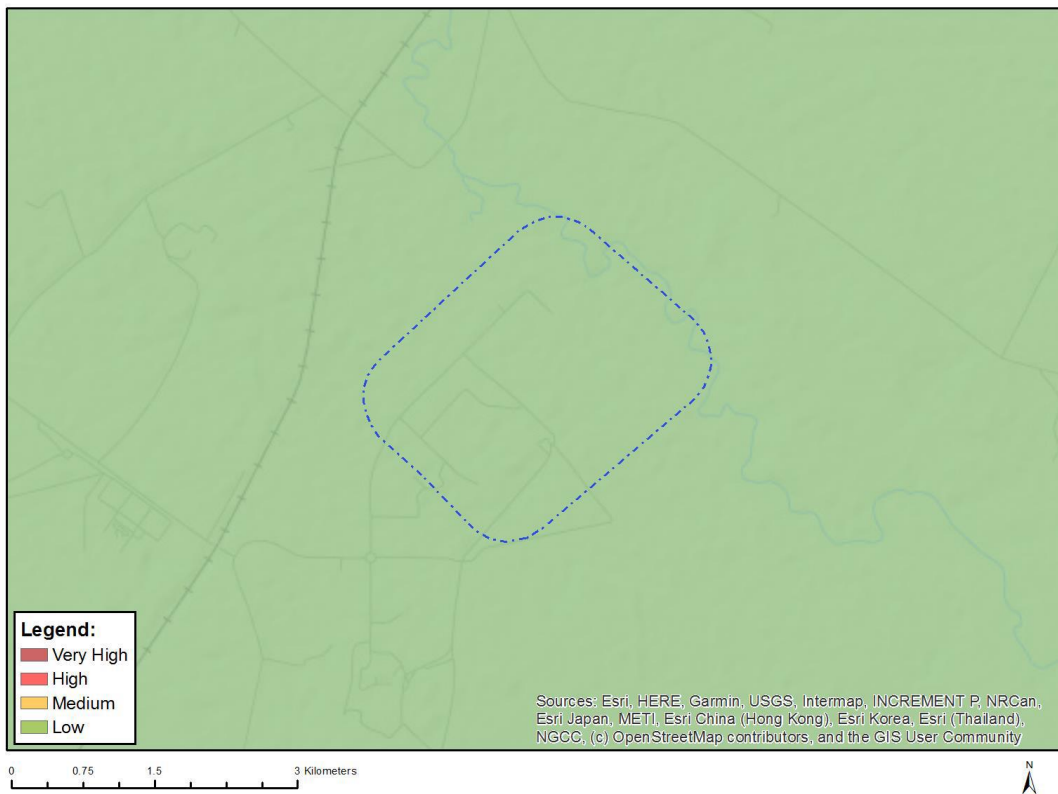 Legend:
Very High
High
Medium
Low
Sources: Esri, HERE, Garmin, USGS, Intermap, INCREMENT P, NRCan,
Esri Japan, METI, Esri China (Hong Kong), Esri Korea, Esri (Thailand),
NGCC, (c) OpenStreetMap contributors, and the GIS User Community
0 0.75 1.5 3 Kilometers
N